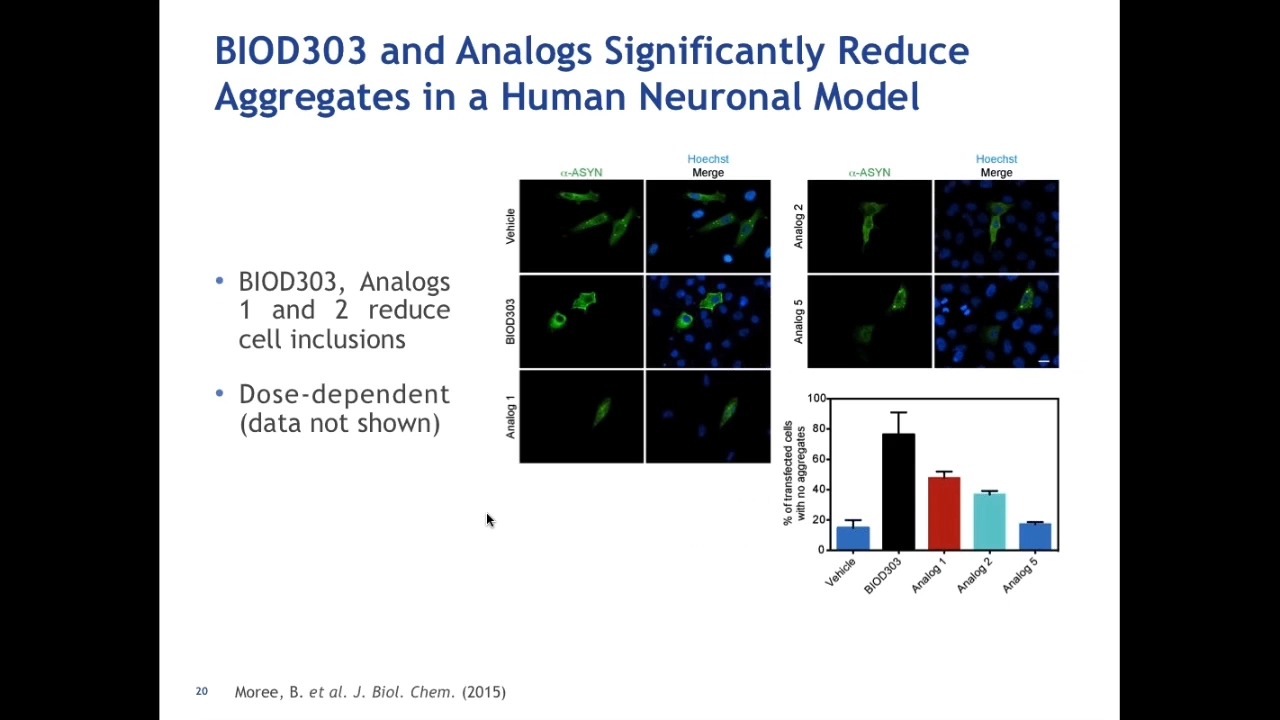 BIOD303 and Analogs Significantly Reduce
Aggregates in a Human Neuronal Model
• BIOD303, Analogs
1 and 2 reduce
cell inclusions
• Dose-dependent
(data not shown)
α-ASYN
Hoechst
Merge
Vehicle
BIOD303
Analog 1
α-ASYN
Hoechst
Merge
Analog 2
Analog 5
% of transfected cells
with no aggregates
100
80
60
40
20
0
Vehicle
BIOD303
Analog 1
Analog 2
Analog 5
20
Moree, B. et al. J. Biol. Chem. (2015)